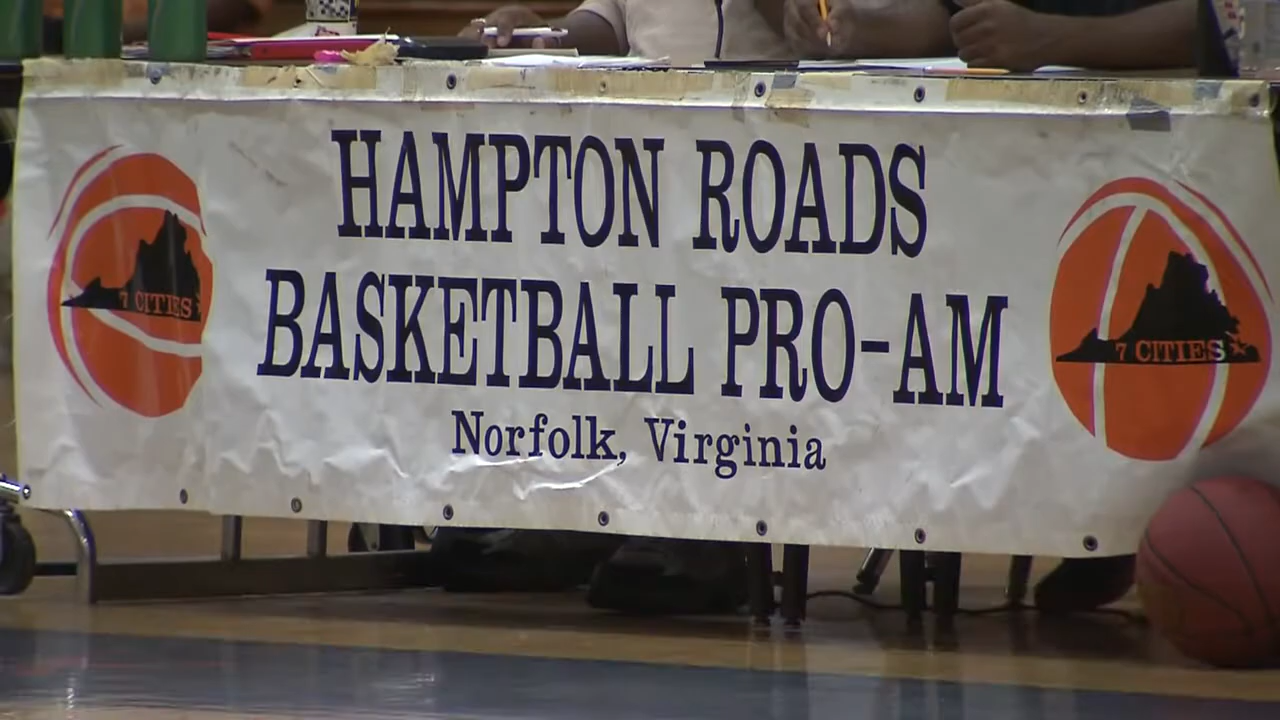 HAMPTON ROADS
BASKETBALL PRO-AM
Norfolk, Virginia
7 CITIES
7 CITIES